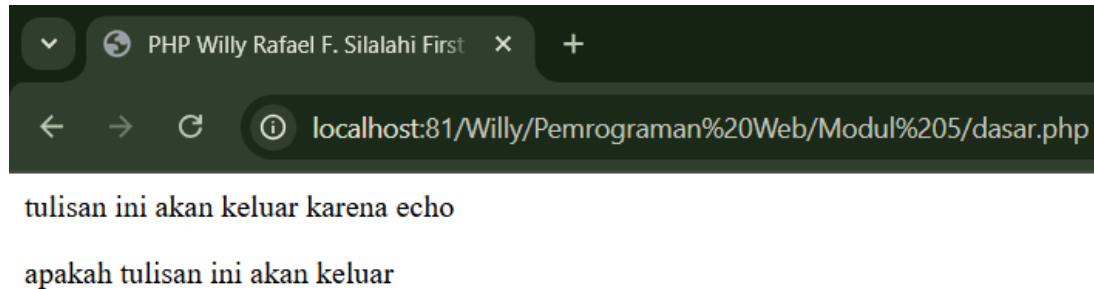 PHP Willy Rafael F. Silalahi First
localhost:81/Willy/Pemrograman%20Web/Modul%205/dasar.php
tulisan ini akan keluar karena echo
apakah tulisan ini akan keluar